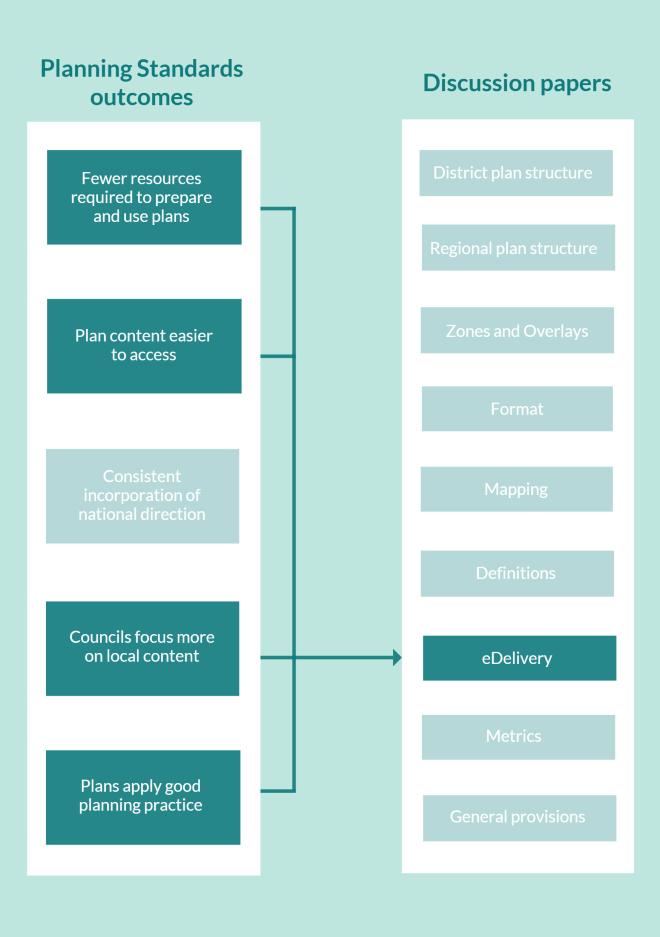 Planning Standards
outcomes
Fewer resources
required to prepare
and use plans
Plan content easier
to access
Consistent
incorporation of
national direction
Councils focus more
on local content
Plans apply good
planning practice
Discussion papers
District plan structure
Regional plan structure
Zones and Overlays
Format
Mapping
Definitions
eDelivery
Metrics
General provisions